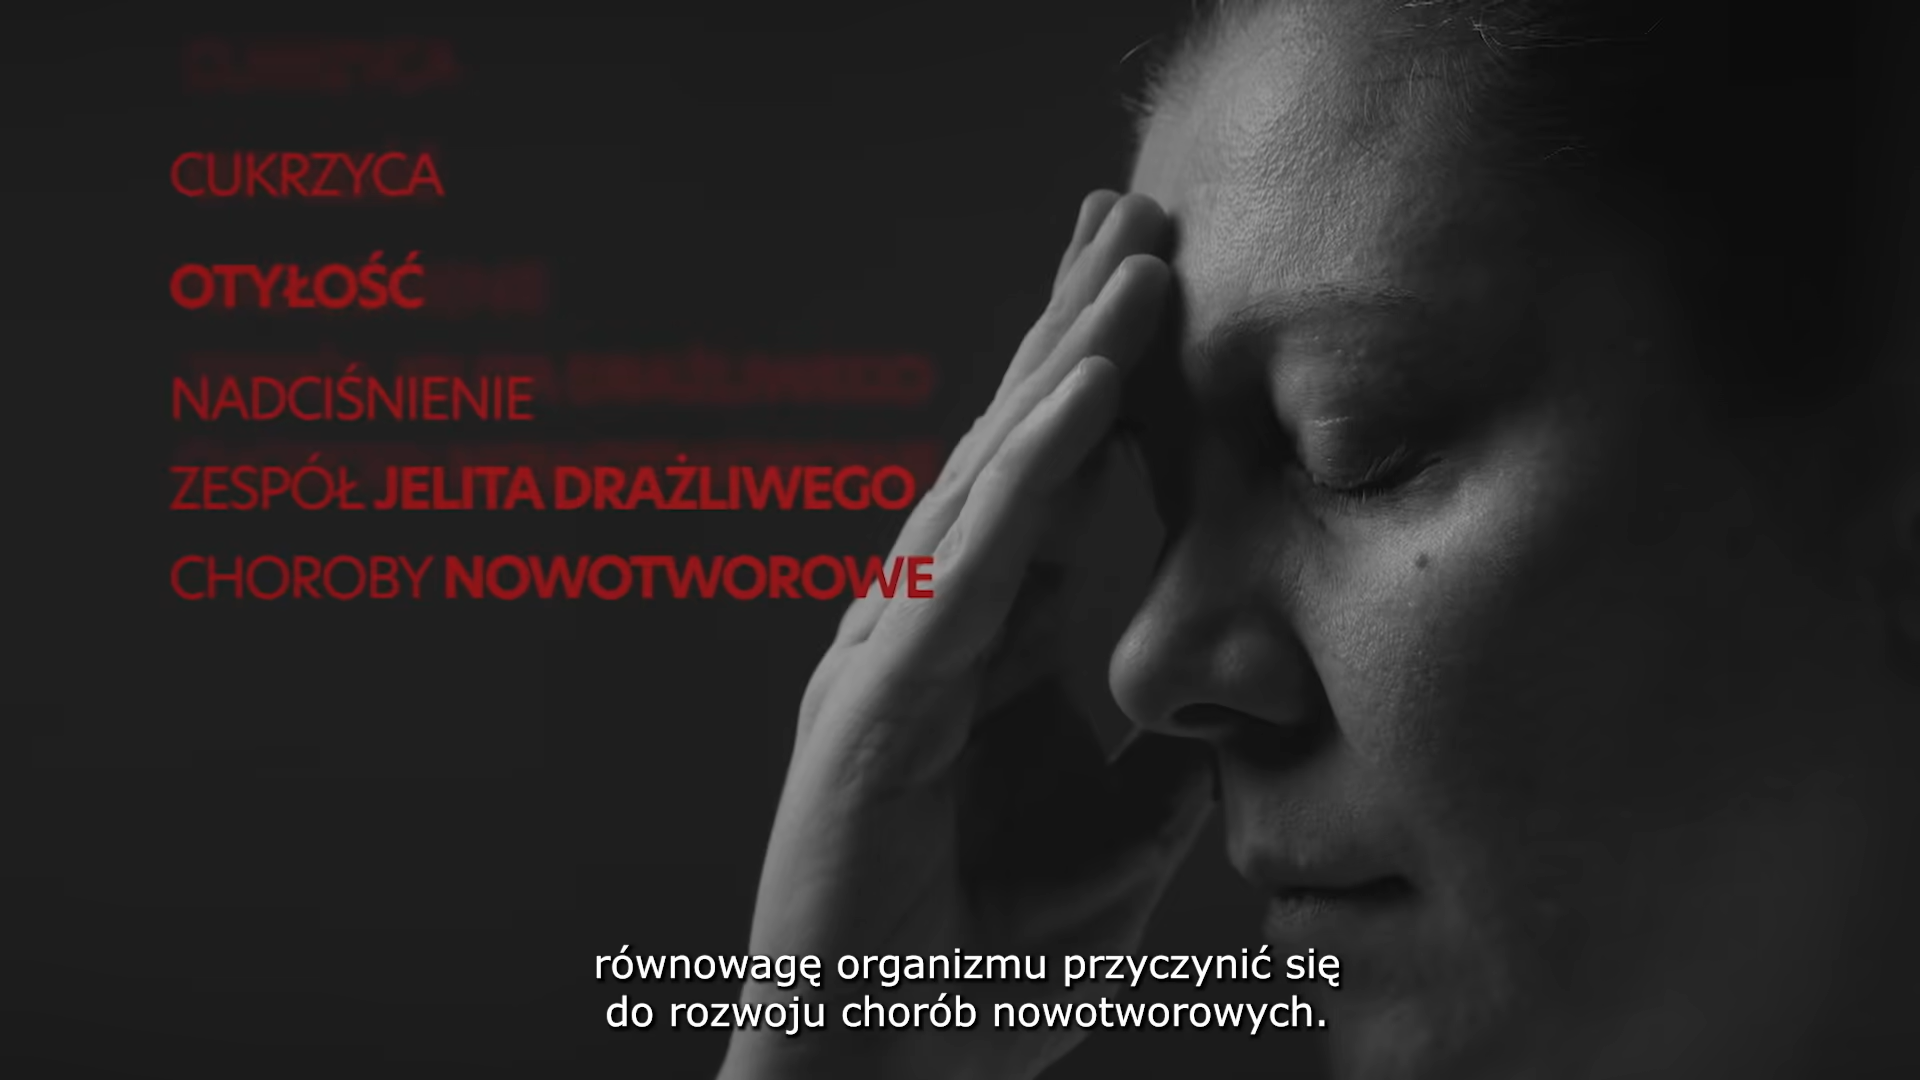 CUKRZYCA
OTYŁOŚĆ
NADCIŚNIENIE
ZESPÓŁ JELITA DRAŻLIWEGO
CHOROBY NOWOTWOROWE
równowagę organizmu przyczynić się
do rozwoju chorób nowotworowych.